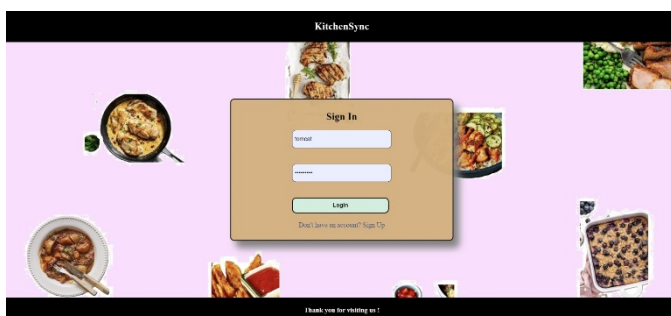 KitchenSync
Sign In
Login
Don't have an account? Sign Up
Thank you for visiting us !